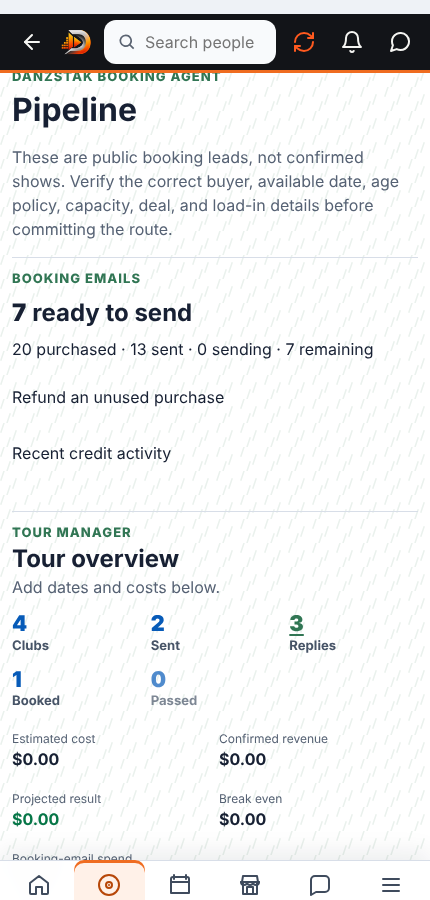 Search people
DANZSTAK BOOKING AGENT
Pipeline
These are public booking leads, not confirmed
shows. Verify the correct buyer, available date, age
policy, capacity, deal, and load-in details before
committing the route.
BOOKING EMAILS
7 ready to send
20 purchased · 13 sent · 0 sending · 7 remaining
Refund an unused purchase
Recent credit activity
TOUR MANAGER
Tour overview
Add dates and costs below.
4
Clubs
2
Sent
3
Replies
1
Booked
0
Passed
Estimated cost
$0.00
Confirmed revenue
$0.00
Projected result
$0.00
Break even
$0.00
Booking-email spend